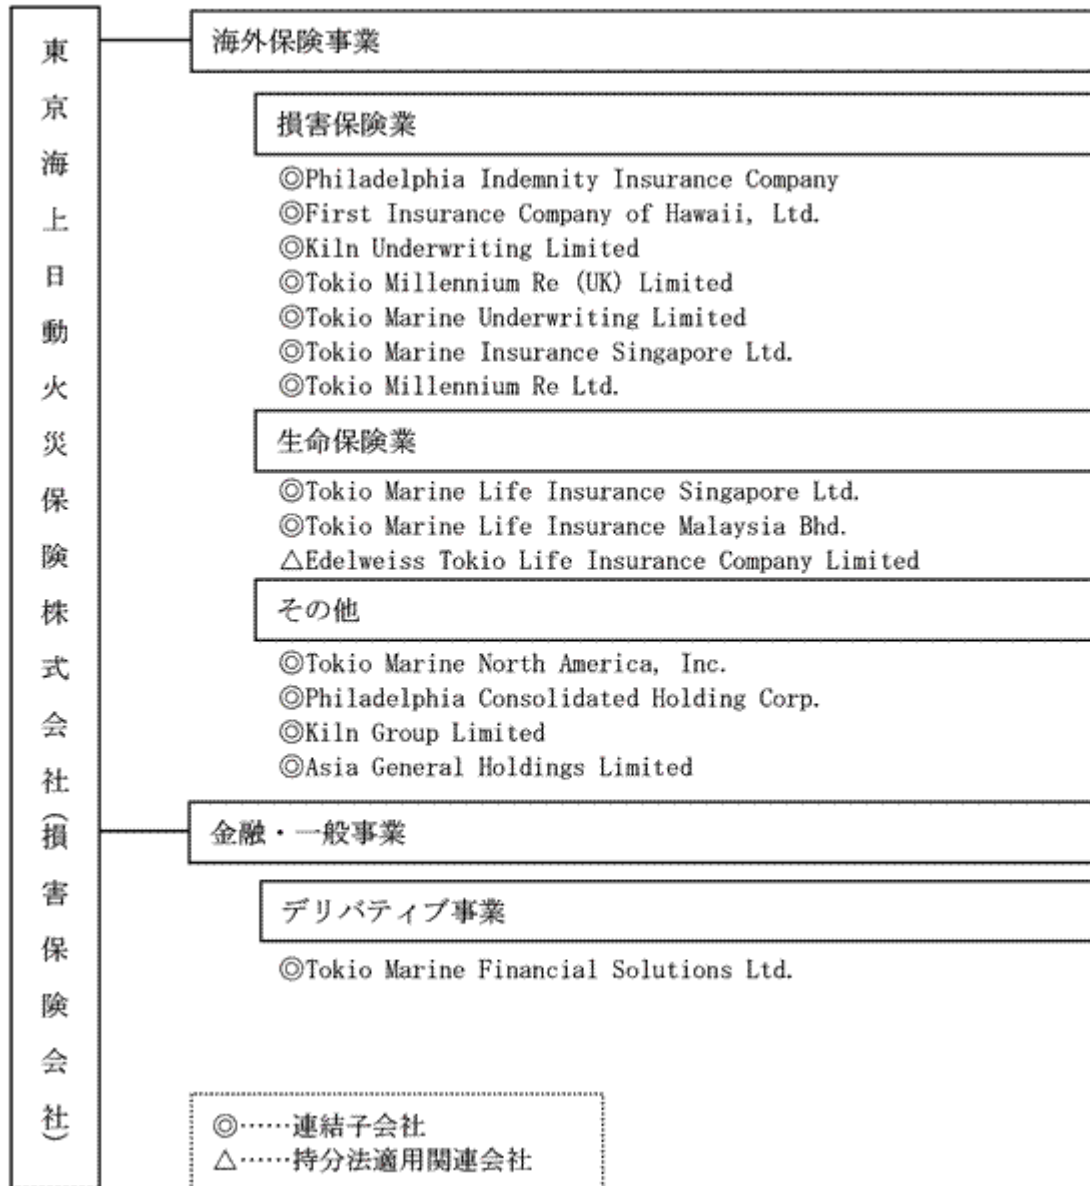 東京海上日動火災保険株式会社(損害保険会社)
海外保険事業
損害保険業
◎Philadelphia Indemnity Insurance Company
◎First Insurance Company of Hawaii, Ltd.
◎Kiln Underwriting Limited
◎Tokio Millennium Re (UK) Limited
◎Tokio Marine Underwriting Limited
◎Tokio Marine Insurance Singapore Ltd.
◎Tokio Millennium Re Ltd.
生命保険業
◎Tokio Marine Life Insurance Singapore Ltd.
◎Tokio Marine Life Insurance Malaysia Bhd.
△Edelweiss Tokio Life Insurance Company Limited
その他
◎Tokio Marine North America, Inc.
◎Philadelphia Consolidated Holding Corp.
◎Kiln Group Limited
◎Asia General Holdings Limited
金融・一般事業
デリバティブ事業
◎Tokio Marine Financial Solutions Ltd.
◎……連結子会社
△……持分法適用関連会社